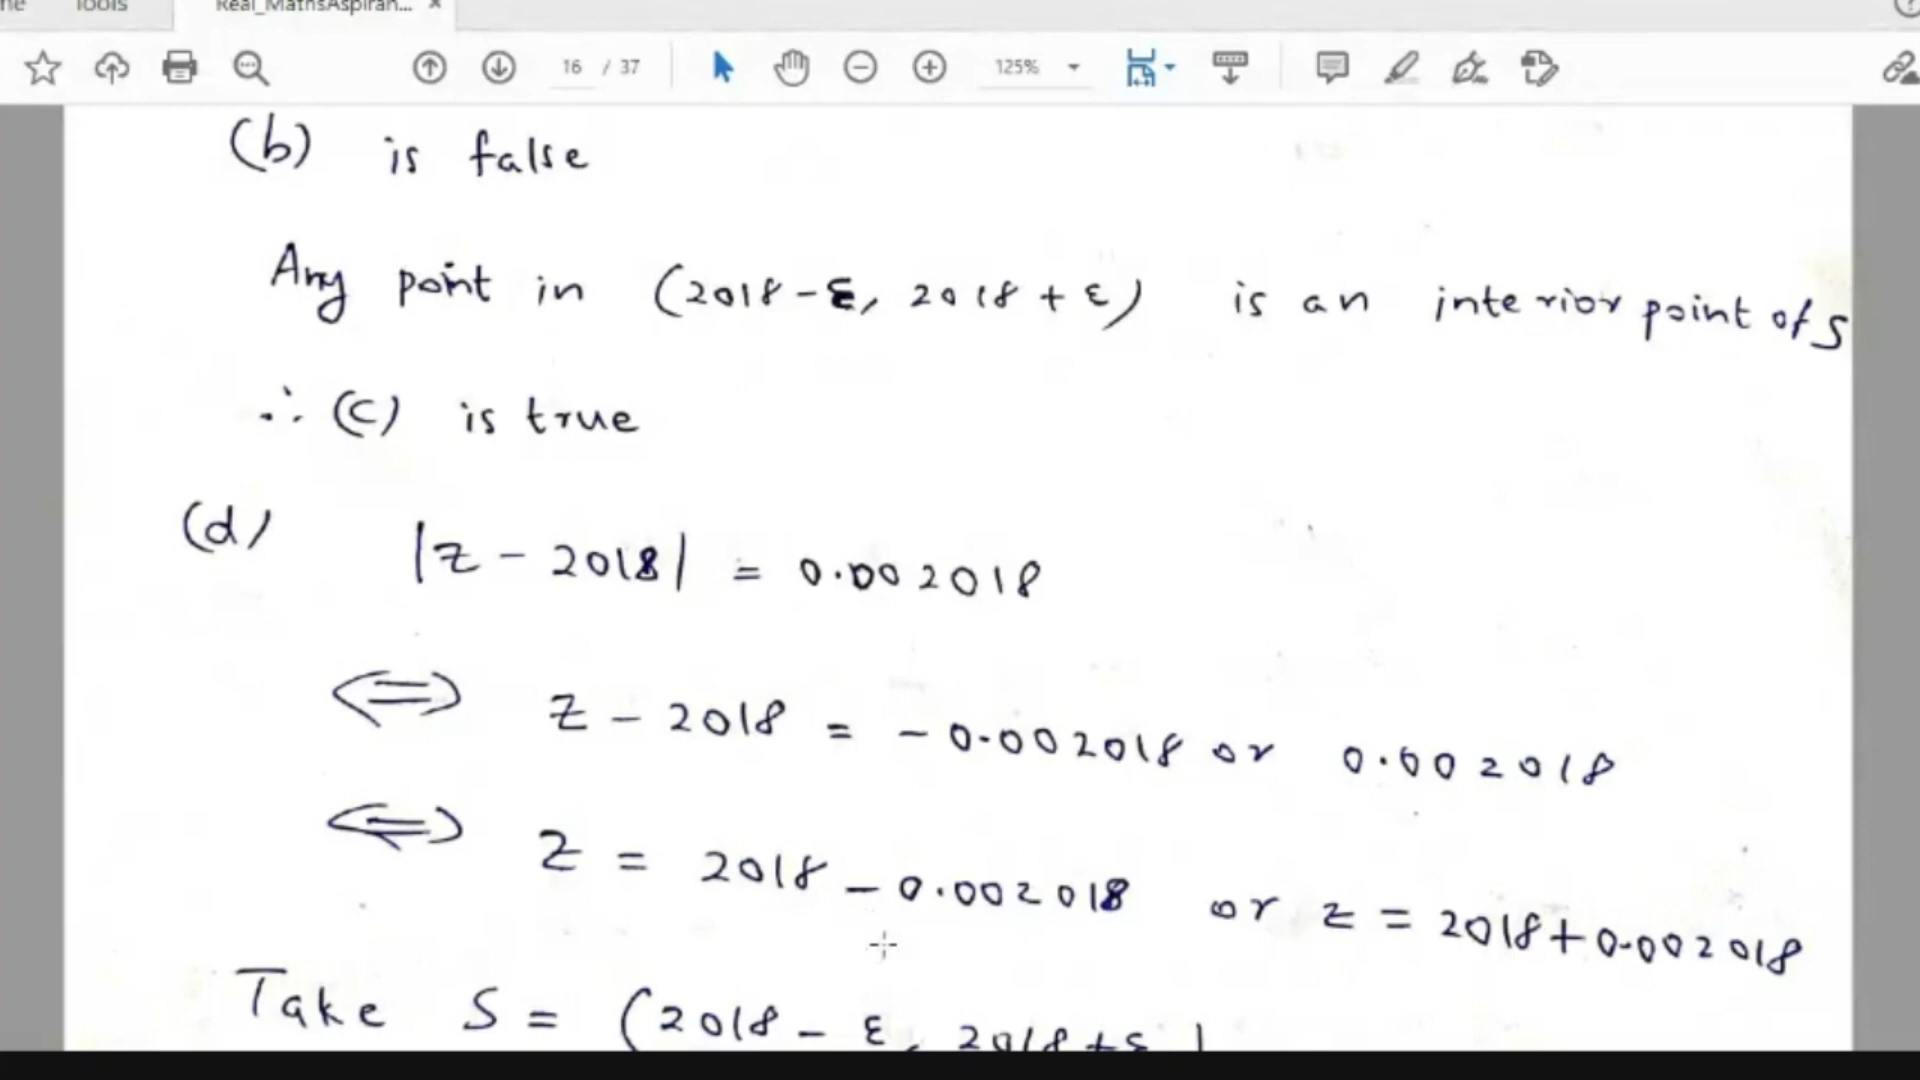 Tools
Real_MathsAspiran... ×
16 / 37
125%
(b) is false
Any point in (2018-ε, 2018+ε) is an interior point of S
∴ (c) is true
(d) |z - 2018| = 0.002018
⟺ z - 2018 = -0.002018 or 0.002018
⟺ z = 2018 - 0.002018 or z = 2018+0.002018
Take S = (2018 - ε, 2018+ε)